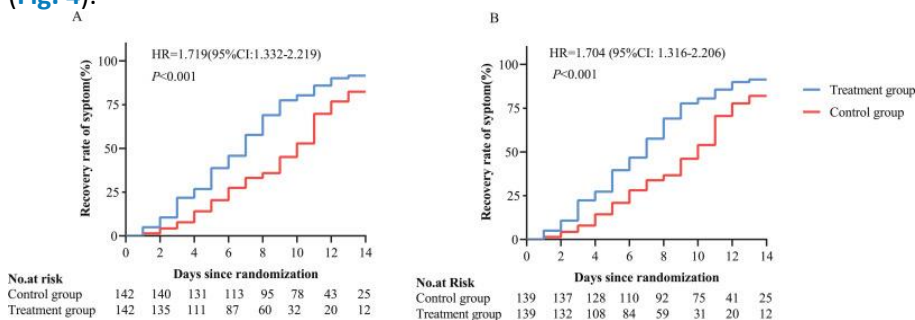 (Fig. 4).
A
HR=1.719(95%CI:1.332-2.219)
P<0.001
100
75
50
25
0
Recovery rate of syptom(%)
0 2 4 6 8 10 12 14
Days since randomization
No.at risk
Control group 142 140 131 113 95 78 43 25
Treatment group 142 135 111 87 60 32 20 12
B
HR=1.704 (95%CI: 1.316-2.206)
P<0.001
100
75
50
25
0
Recovery rate of syptom(%)
0 2 4 6 8 10 12 14
Days since randomization
No.at Risk
Control group 139 137 128 110 92 75 41 25
Treatment group 139 132 108 84 59 31 20 12
Treatment group
Control group